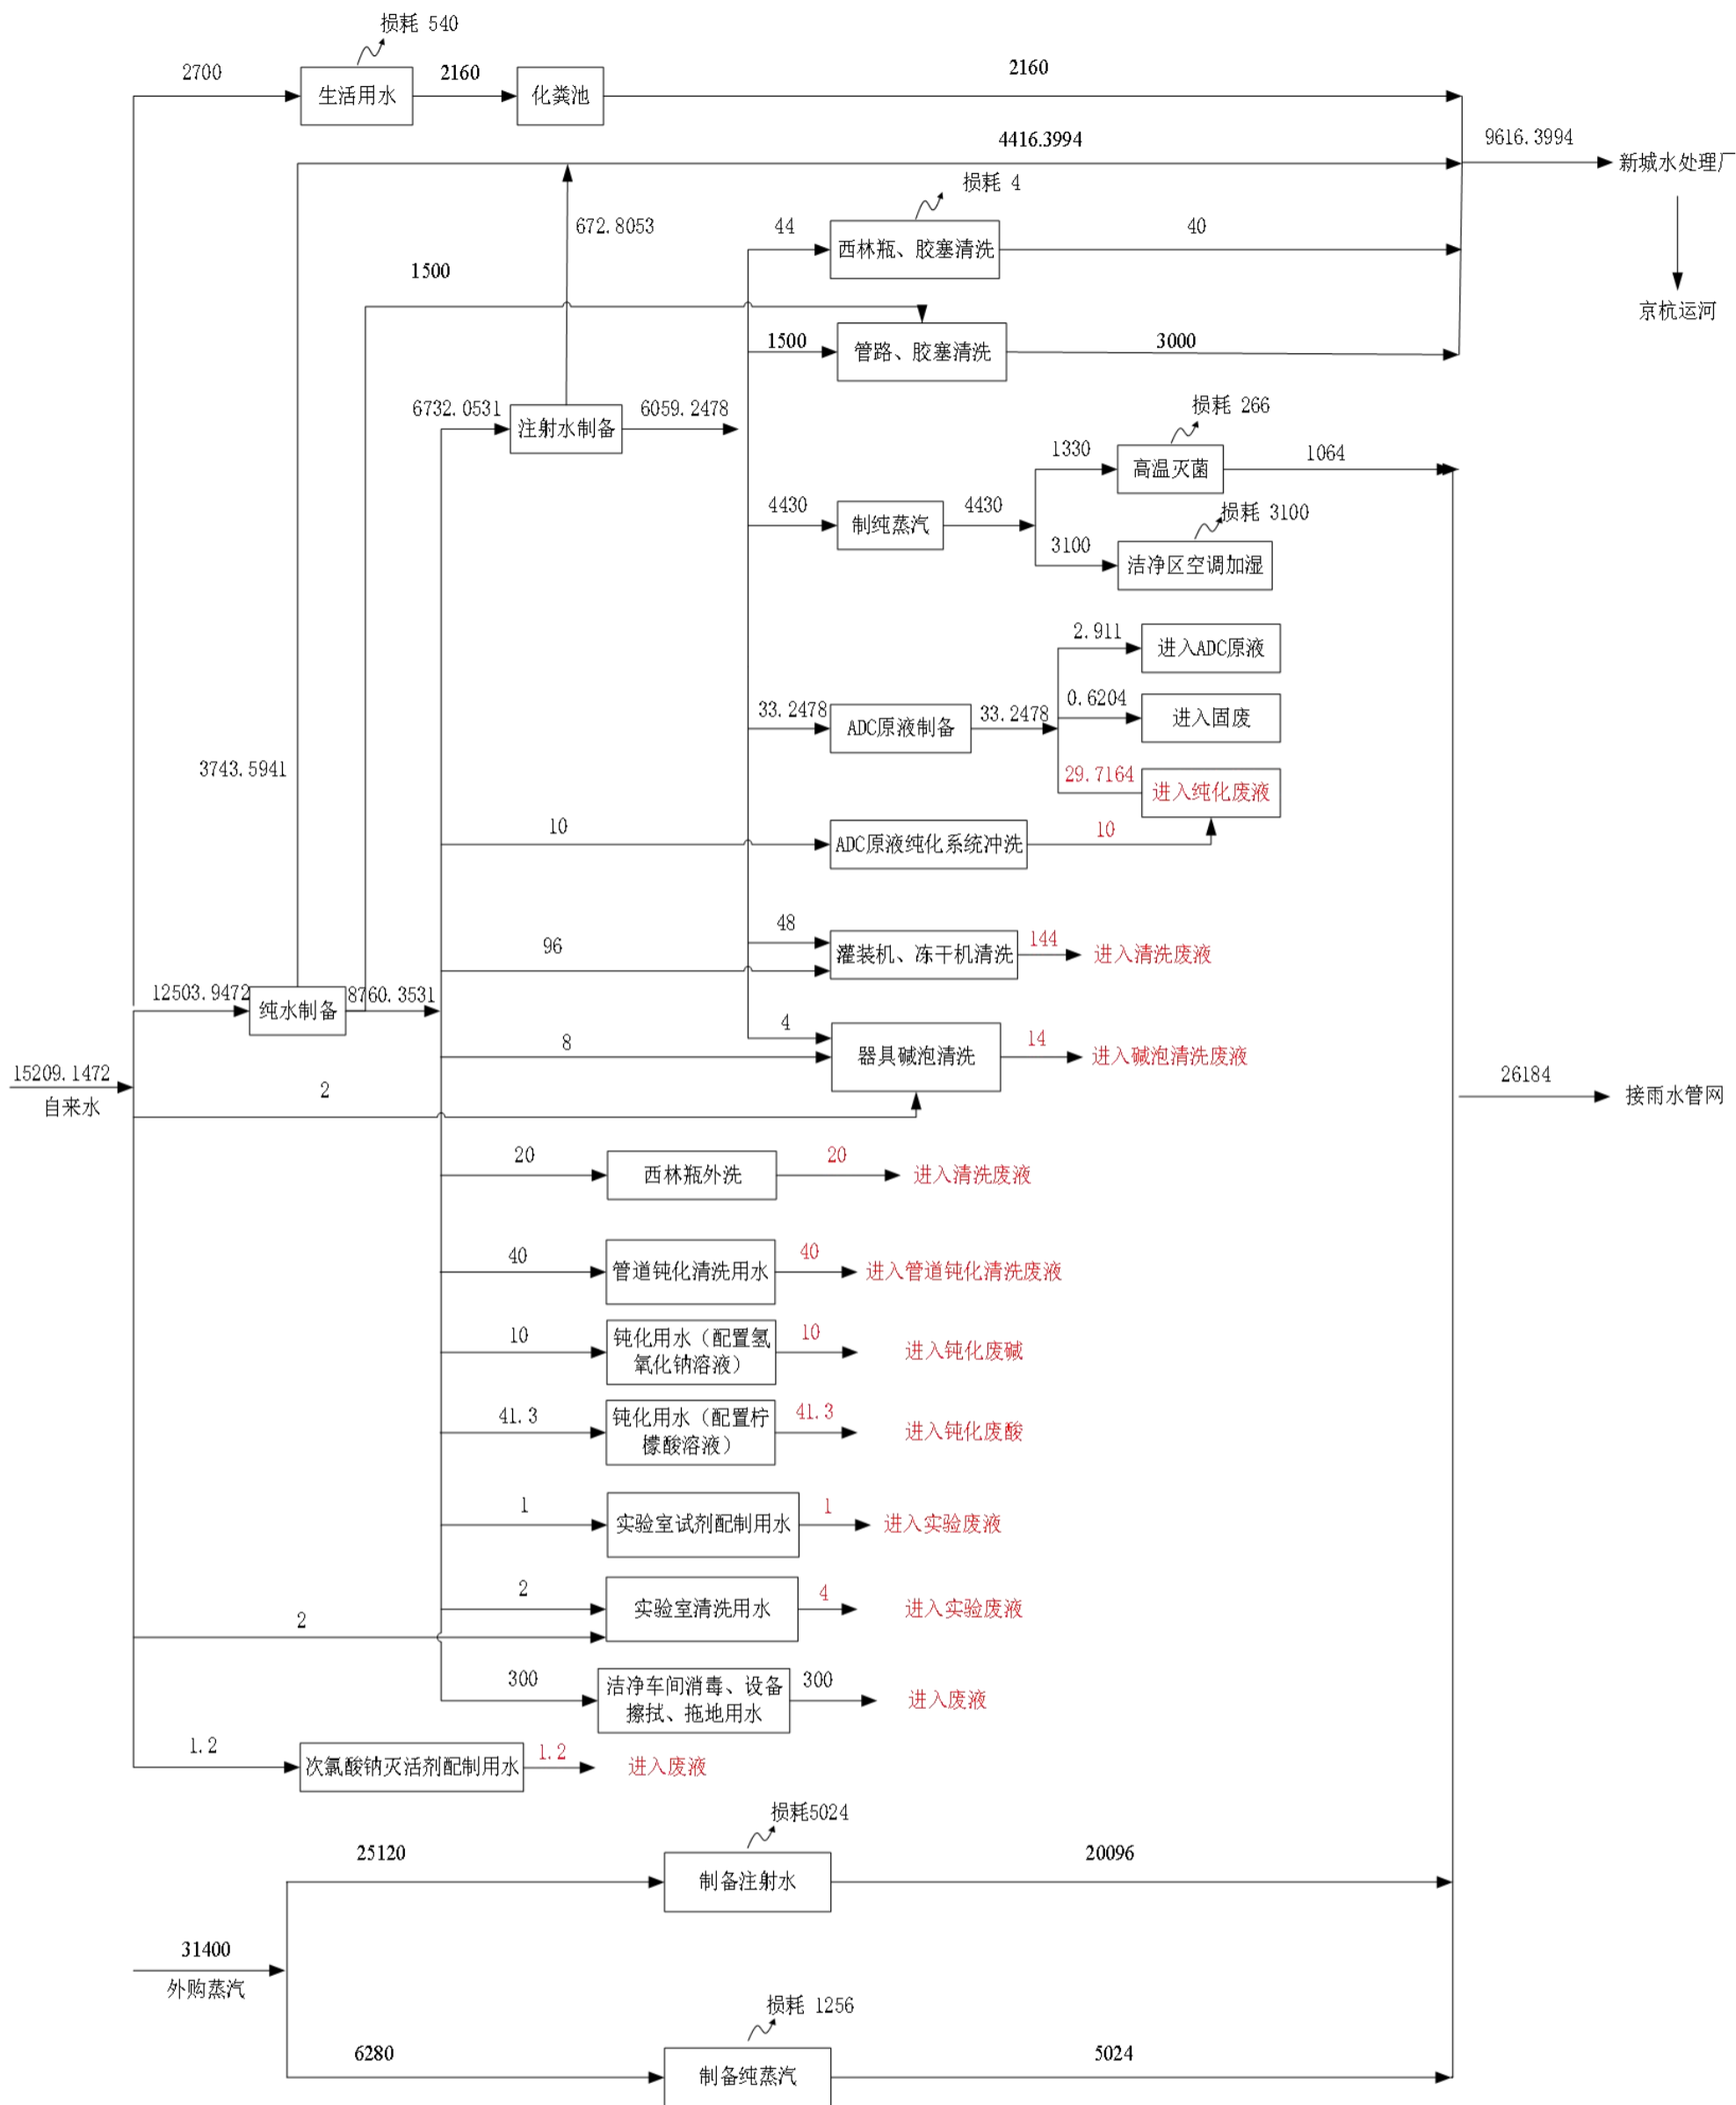 损耗 540
2700
生活用水
2160
化粪池
2160
4416.3994
9616.3994
新城水处理厂
损耗 4
672.8053
44
西林瓶、胶塞清洗
40
1500
京杭运河
1500
管路、胶塞清洗
3000
损耗 266
6732.0531
注射水制备
6059.2478
1330
高温灭菌
1064
4430
制纯蒸汽
4430
损耗 3100
3100
洁净区空调加湿
2.911
进入ADC原液
0.6204
进入固废
33.2478
ADC原液制备
33.2478
3743.5941
29.7164
进入纯化废液
10
ADC原液纯化系统冲洗
10
48
96
灌装机、冻干机清洗
144
进入清洗废液
12503.9472
纯水制备
8760.3531
4
8
器具碱泡清洗
14
进入碱泡清洗废液
15209.1472
自来水
2
26184
接雨水管网
20
西林瓶外洗
20
进入清洗废液
40
管道钝化清洗用水
40
进入管道钝化清洗废液
10
钝化用水（配置氢
氧化钠溶液）
10
进入钝化废碱
41.3
钝化用水（配置柠
檬酸溶液）
41.3
进入钝化废酸
1
实验室试剂配制用水
1
进入实验废液
2
实验室清洗用水
4
进入实验废液
2
300
洁净车间消毒、设备
擦拭、拖地用水
300
进入废液
1.2
次氯酸钠灭活剂配制用水
1.2
进入废液
损耗5024
25120
制备注射水
20096
31400
外购蒸汽
损耗 1256
6280
制备纯蒸汽
5024